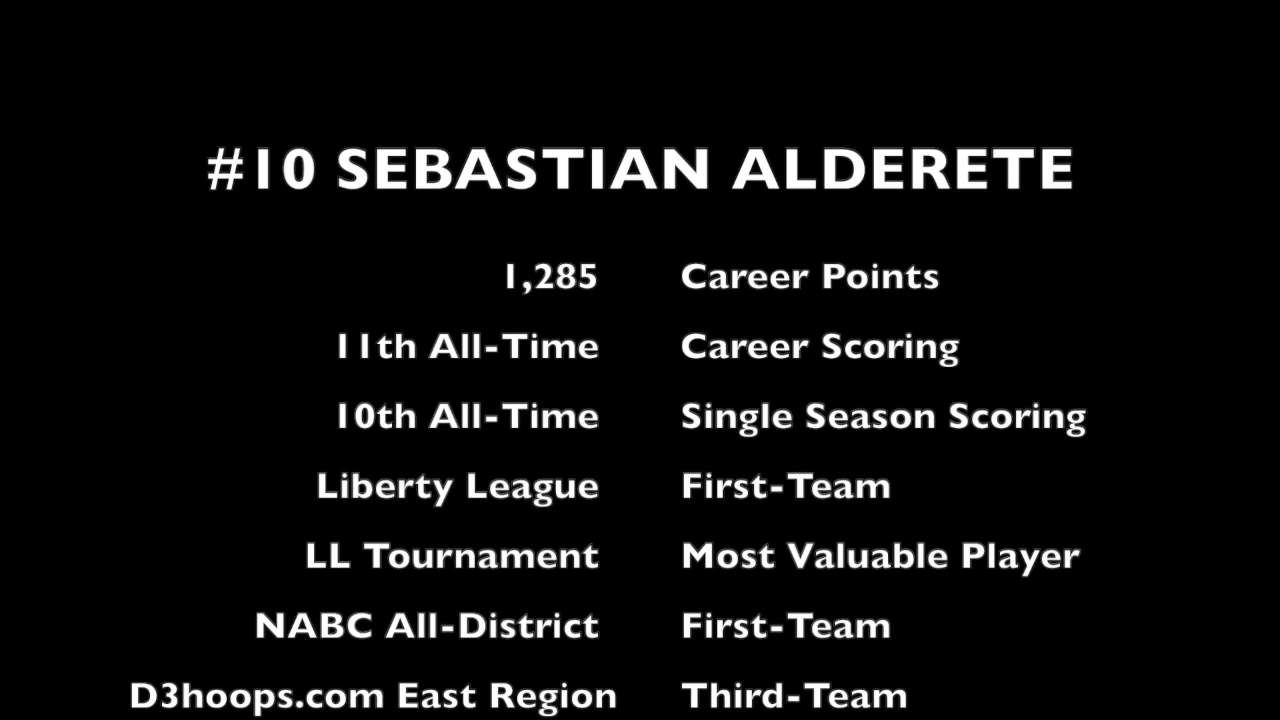 #10 SEBASTIAN ALDERETE
1,285 Career Points
11th All-Time Career Scoring
10th All-Time Single Season Scoring
Liberty League First-Team
LL Tournament Most Valuable Player
NABC All-District First-Team
D3hoops.com East Region Third-Team